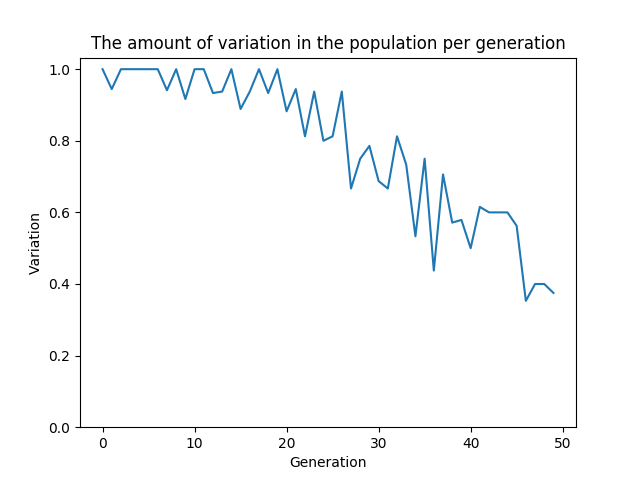 The amount of variation in the population per generation
1.0
0.8
0.6
0.4
0.2
0.0
Variation
0 10 20 30 40 50
Generation